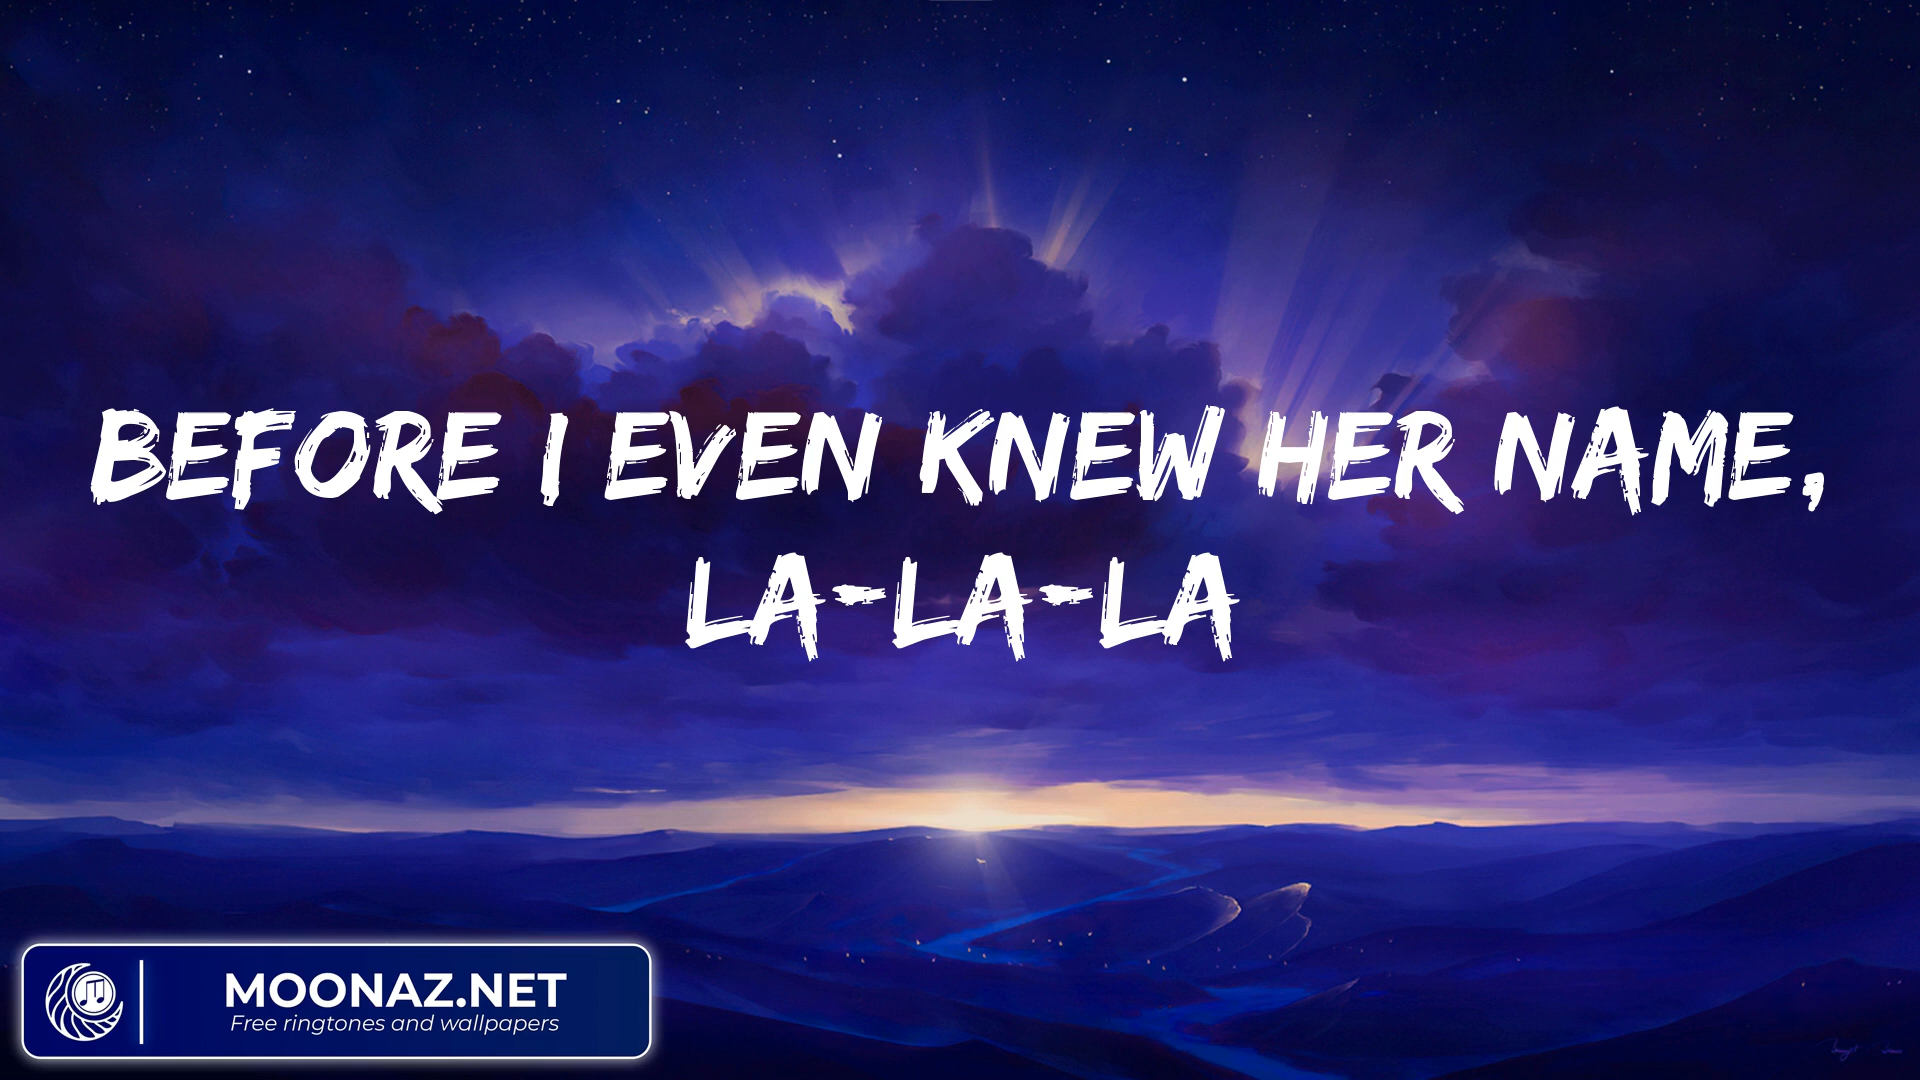 BEFORE I EVEN KNEW HER NAME,
LA-LA-LA
MOONAZ.NET
Free ringtones and wallpapers